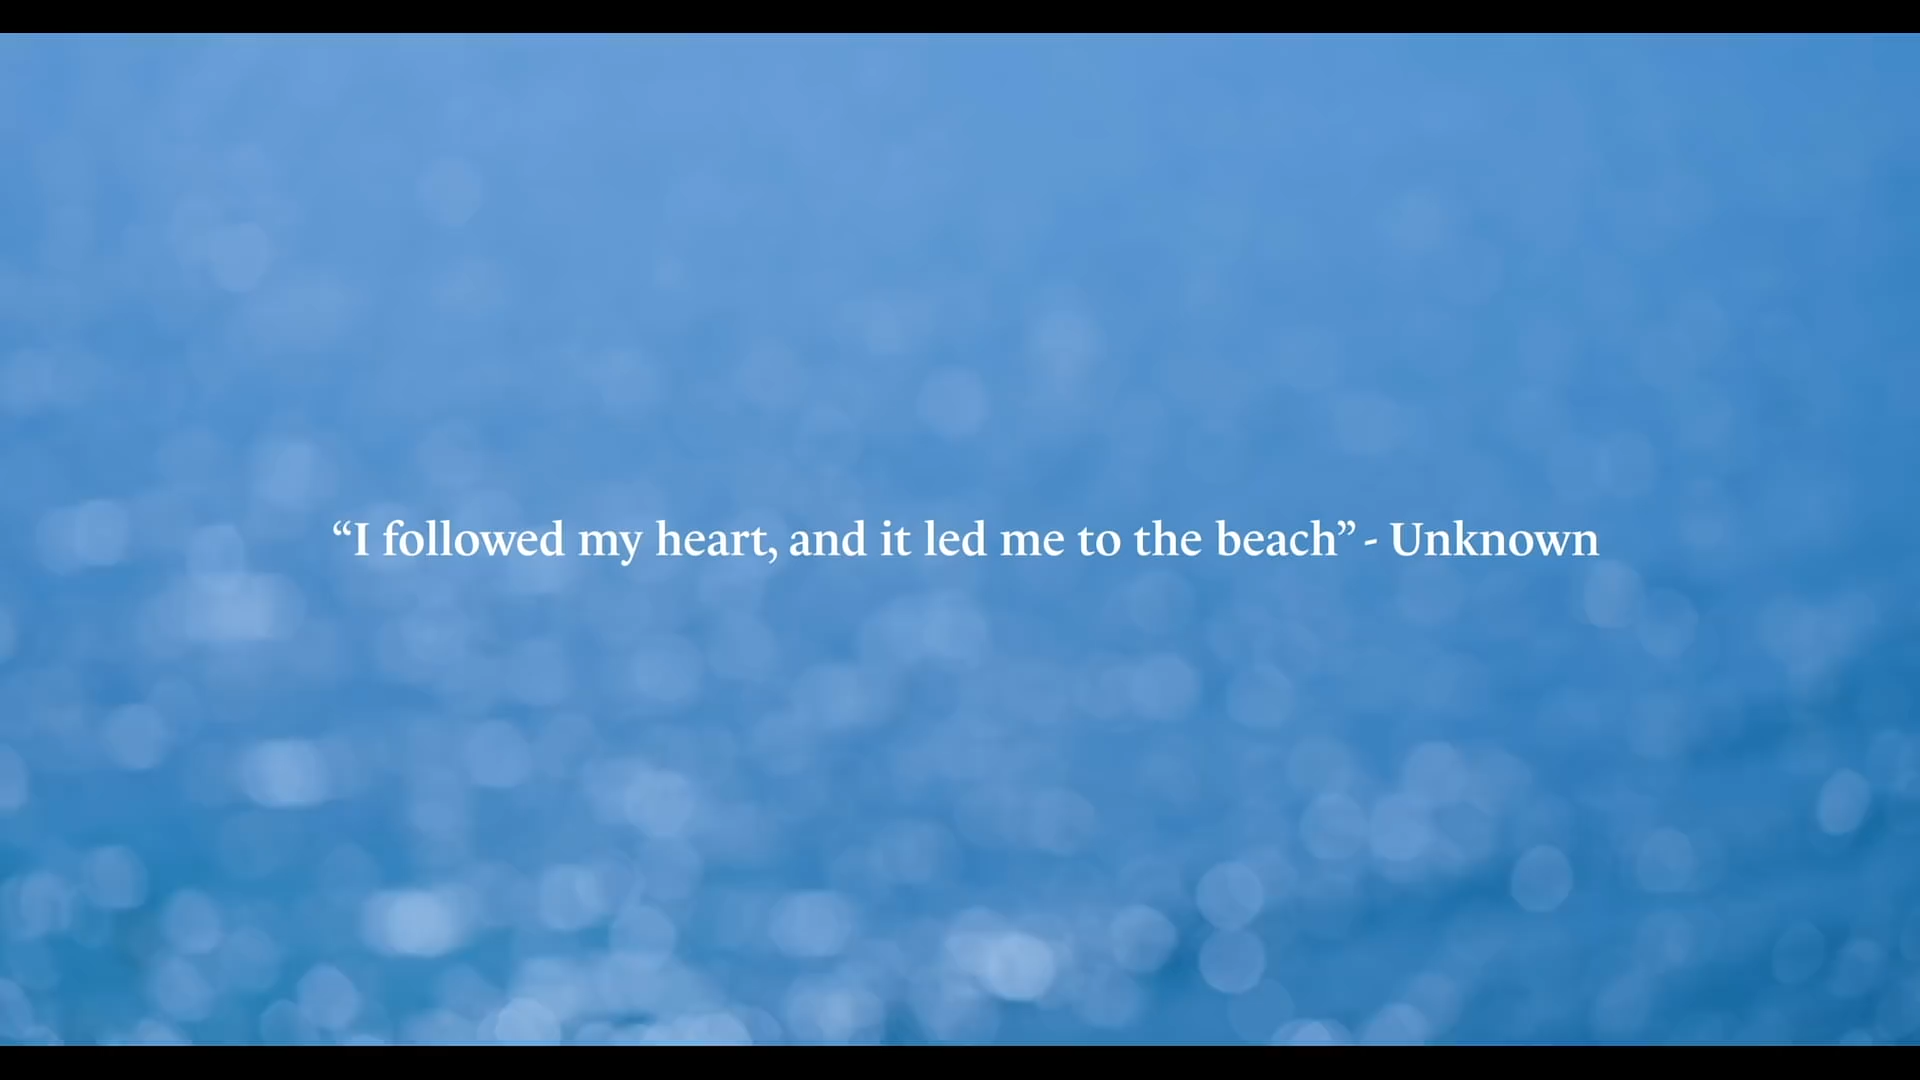 “I followed my heart, and it led me to the beach” - Unknown